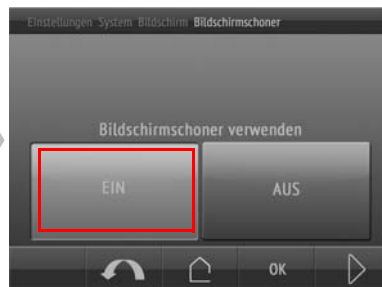 Einstellungen System Bildschirm Bildschirmschoner
Bildschirmschoner verwenden
EIN
AUS
OK